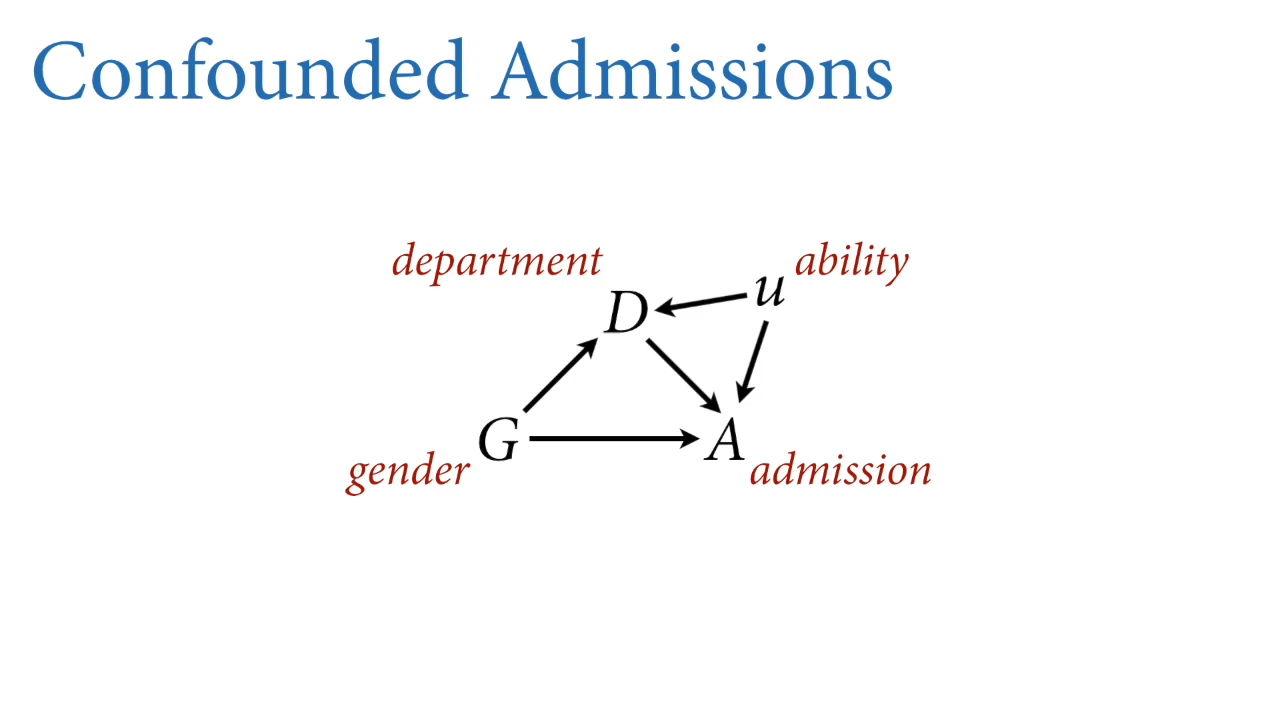 Confounded Admissions
department
ability
D
u
G
A
gender
admission